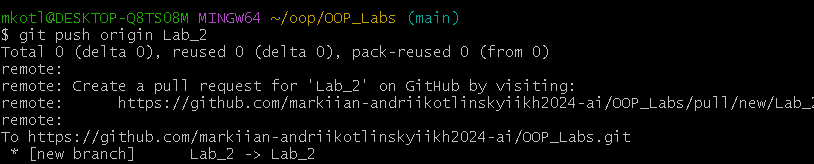 mkotl@DESKTOP-Q8TSO8M MINGW64 ~/oop/OOP_Labs (main)
$ git push origin Lab_2
Total 0 (delta 0), reused 0 (delta 0), pack-reused 0 (from 0)
remote:
remote: Create a pull request for 'Lab_2' on GitHub by visiting:
remote:      https://github.com/markiian-andriikotlinskyiikh2024-ai/OOP_Labs/pull/new/Lab_2
remote:
To https://github.com/markiian-andriikotlinskyiikh2024-ai/OOP_Labs.git
 * [new branch]      Lab_2 -> Lab_2